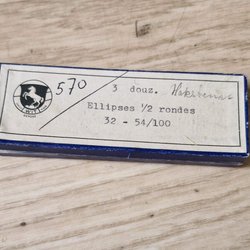 570
3 douz.
Ellipses 1/2 rondes
32 - 54/100